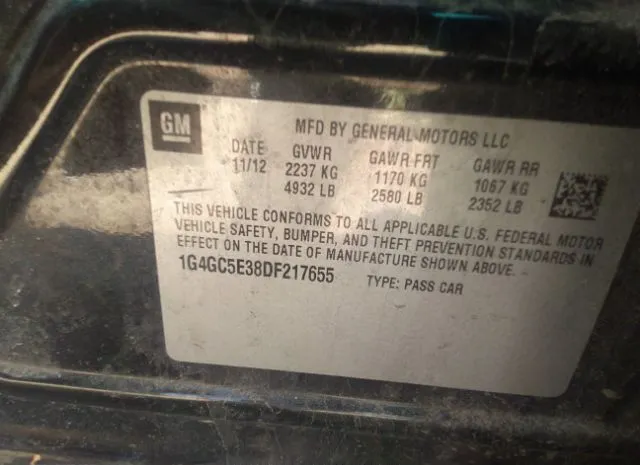 GM
MFD BY GENERAL MOTORS LLC
DATE GVWR GAWR FRT GAWR RR
11/12 2237 KG 1170 KG 1067 KG
4932 LB 2580 LB 2352 LB
THIS VEHICLE CONFORMS TO ALL APPLICABLE U.S. FEDERAL MOTOR
VEHICLE SAFETY, BUMPER, AND THEFT PREVENTION STANDARDS IN
EFFECT ON THE DATE OF MANUFACTURE SHOWN ABOVE.
1G4GC5E38DF217655 TYPE: PASS CAR